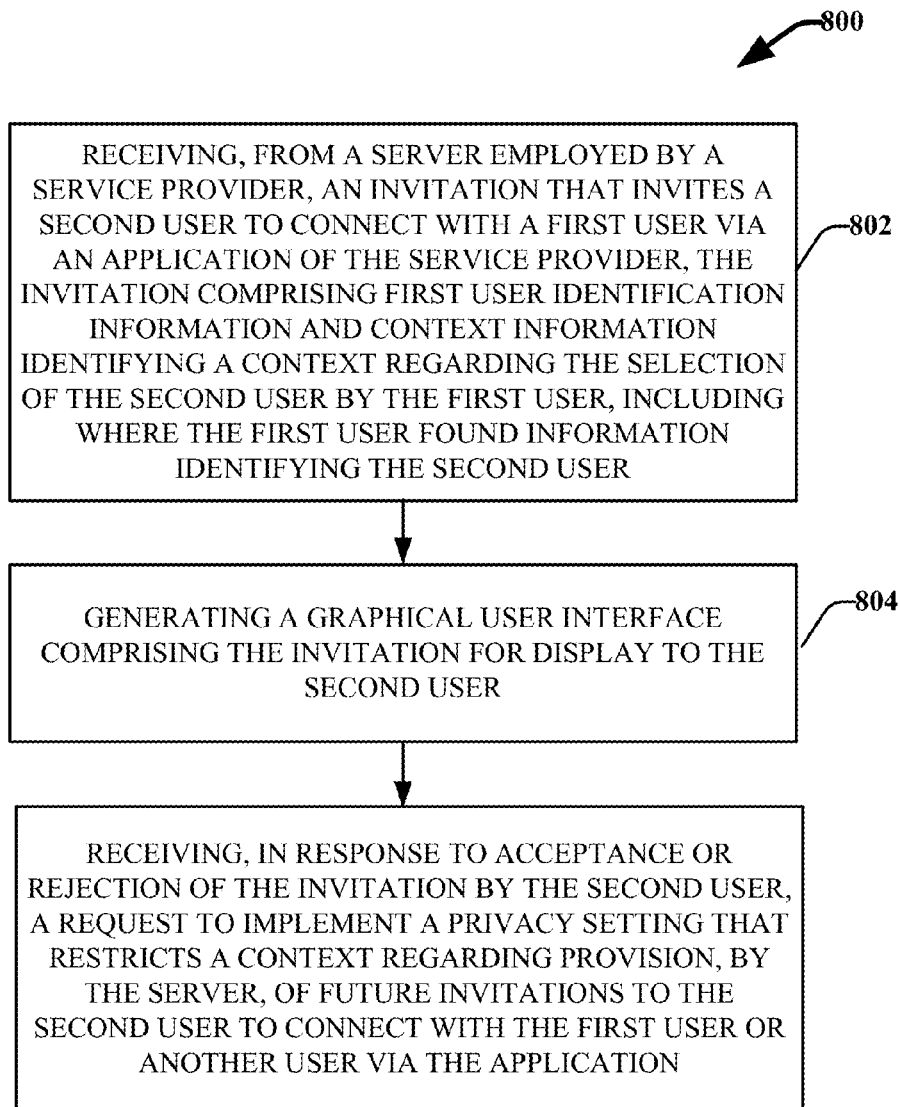 800
RECEIVING, FROM A SERVER EMPLOYED BY A
SERVICE PROVIDER, AN INVITATION THAT INVITES A
SECOND USER TO CONNECT WITH A FIRST USER VIA
AN APPLICATION OF THE SERVICE PROVIDER, THE
INVITATION COMPRISING FIRST USER IDENTIFICATION
INFORMATION AND CONTEXT INFORMATION
IDENTIFYING A CONTEXT REGARDING THE SELECTION
OF THE SECOND USER BY THE FIRST USER, INCLUDING
WHERE THE FIRST USER FOUND INFORMATION
IDENTIFYING THE SECOND USER
802
GENERATING A GRAPHICAL USER INTERFACE
COMPRISING THE INVITATION FOR DISPLAY TO THE
SECOND USER
804
RECEIVING, IN RESPONSE TO ACCEPTANCE OR
REJECTION OF THE INVITATION BY THE SECOND USER,
A REQUEST TO IMPLEMENT A PRIVACY SETTING THAT
RESTRICTS A CONTEXT REGARDING PROVISION, BY
THE SERVER, OF FUTURE INVITATIONS TO THE
SECOND USER TO CONNECT WITH THE FIRST USER OR
ANOTHER USER VIA THE APPLICATION